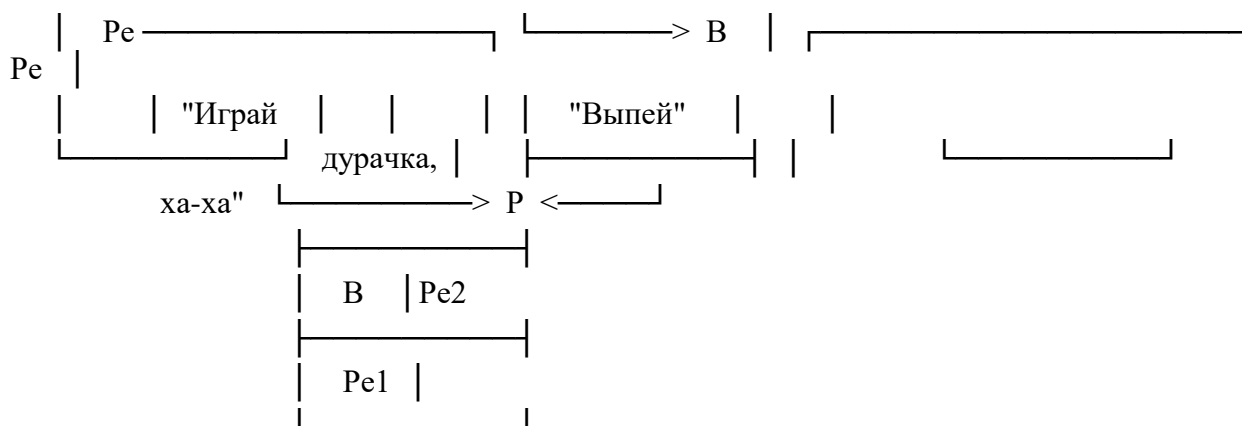 Ре В
Ре
"Играй "Выпей"
дурачка,
ха-ха" > Р <
В Ре2
Ре1